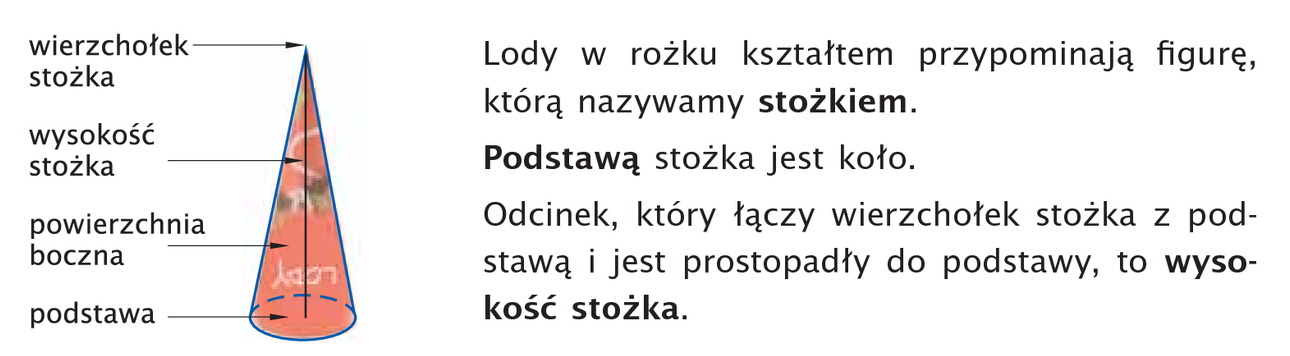 wierzchołek
stożka
wysokość
stożka
powierzchnia
boczna
podstawa
lody
Lody w rożku kształtem przypominają figurę,
którą nazywamy stożkiem.
Podstawą stożka jest koło.
Odcinek, który łączy wierzchołek stożka z pod-
stawą i jest prostopadły do podstawy, to wyso-
kość stożka.